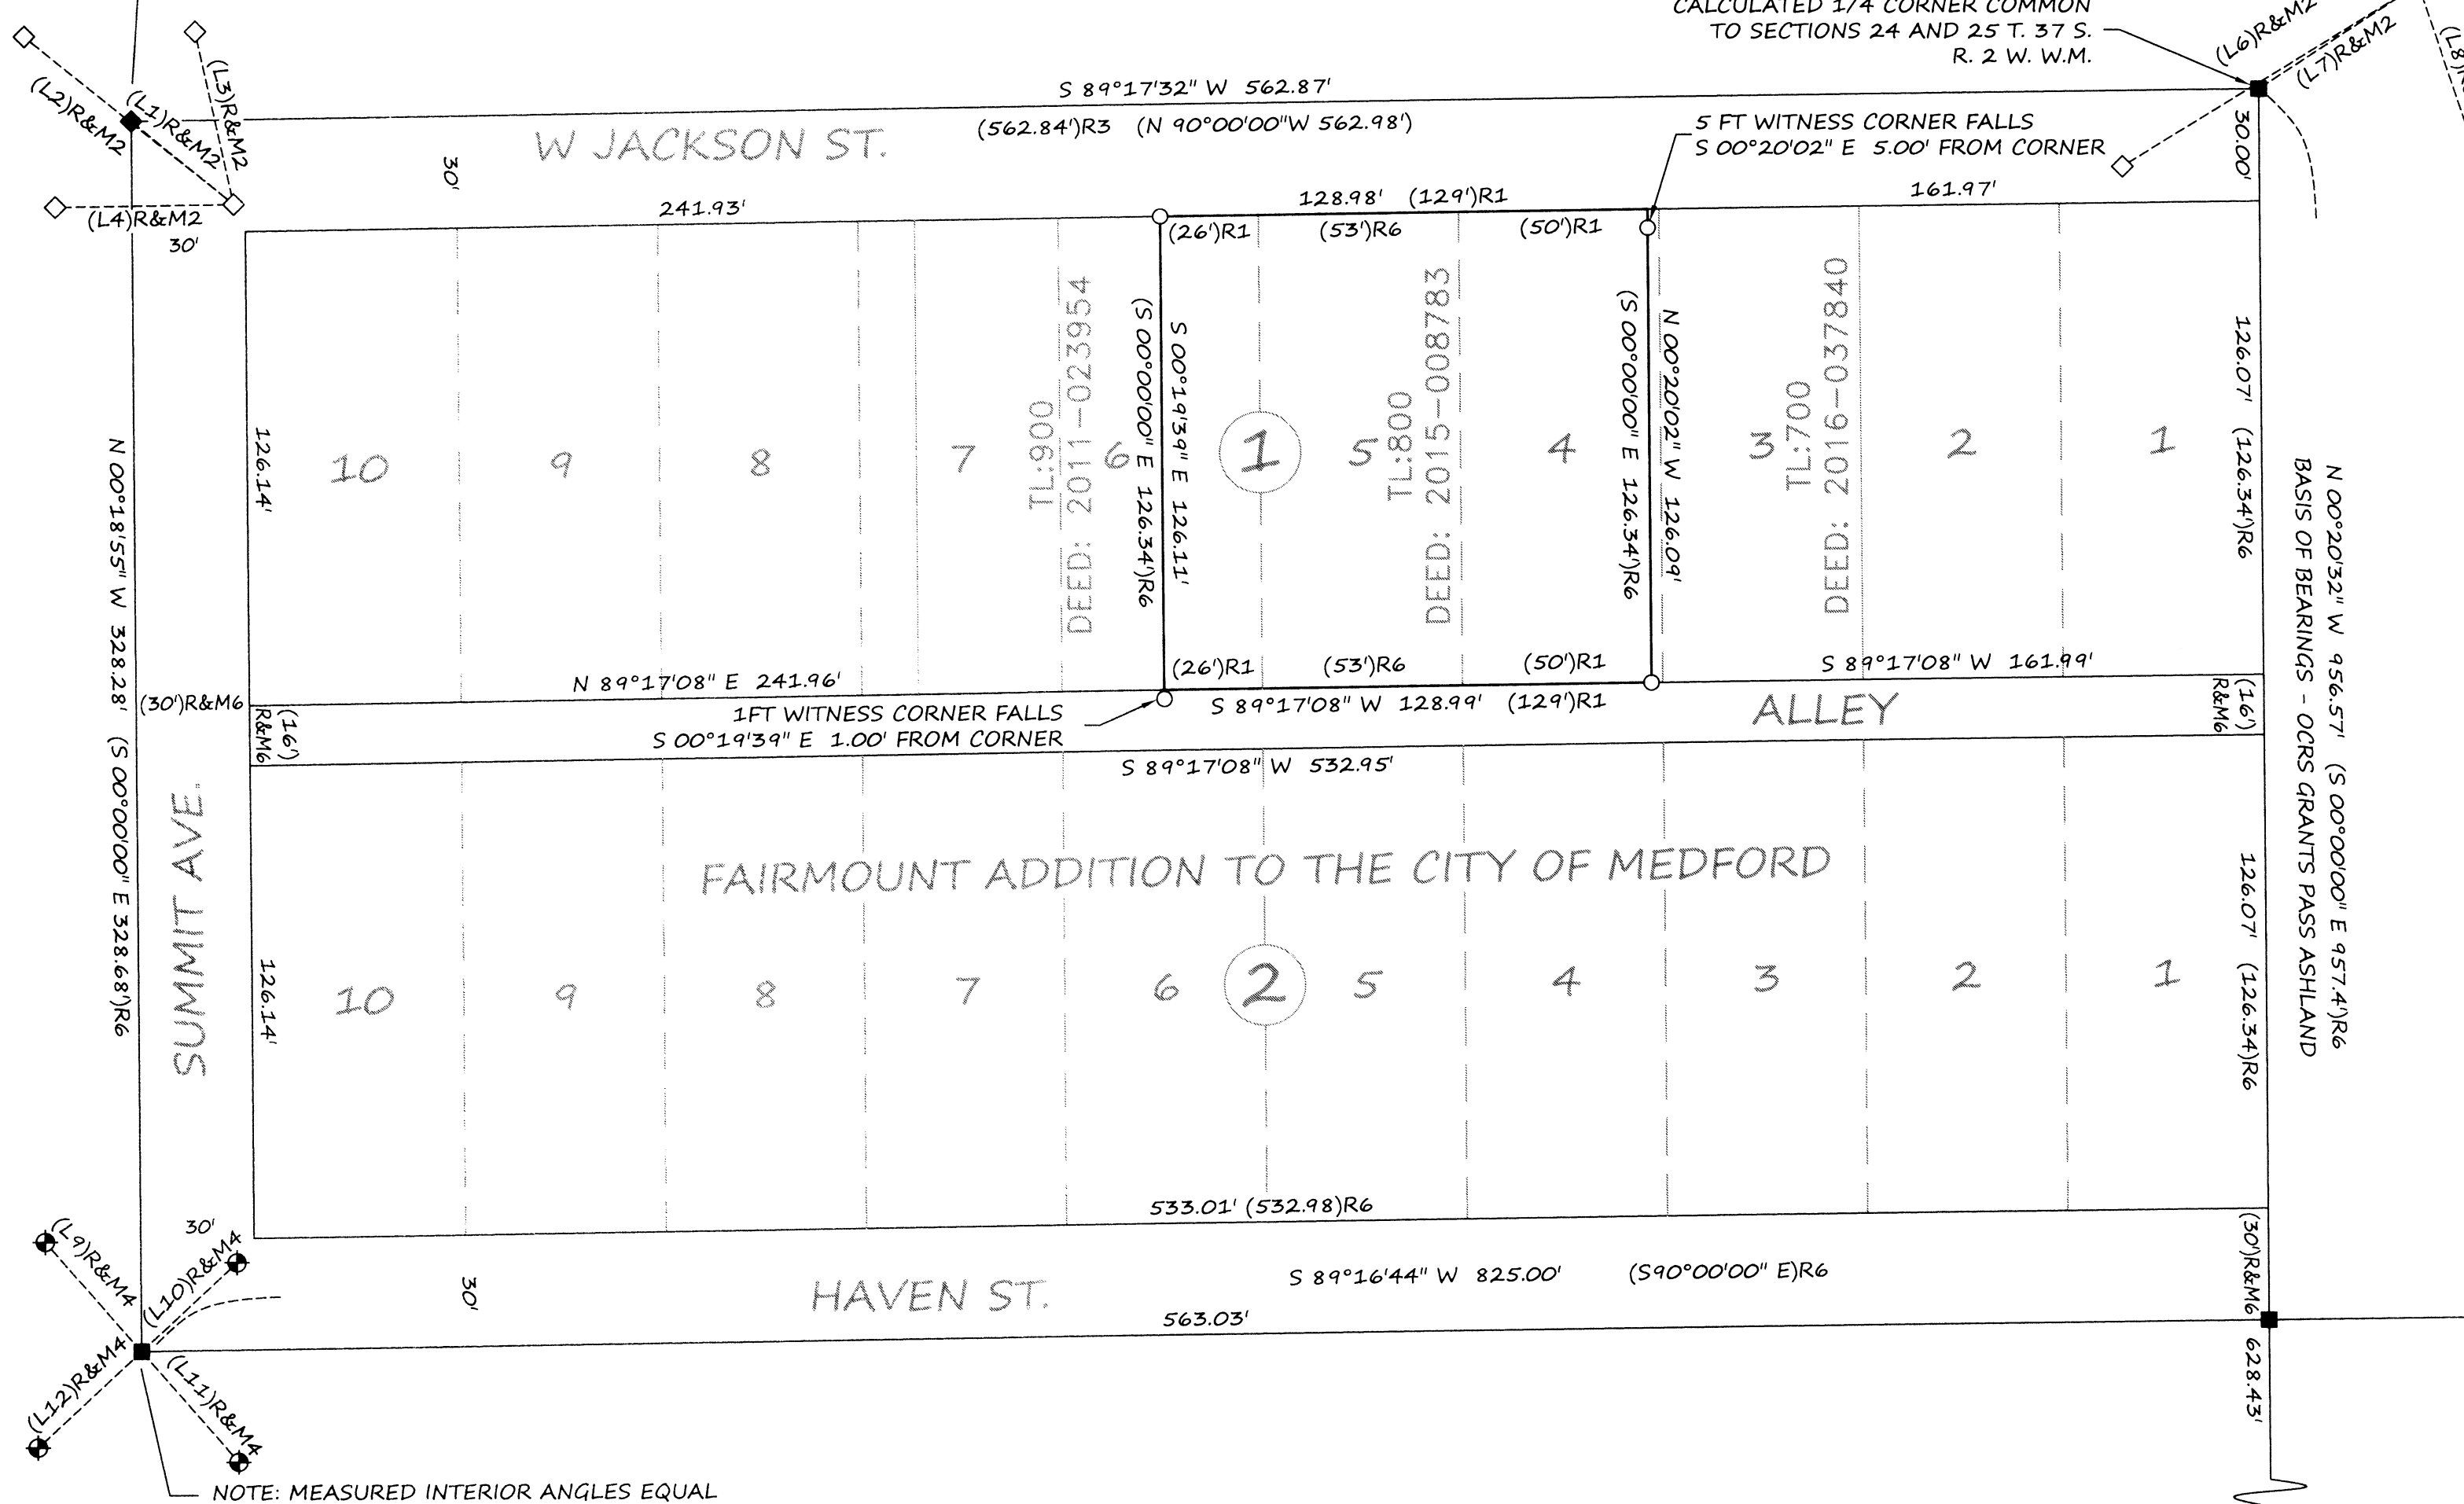 CALCULATED 1/4 CORNER COMMON
TO SECTIONS 24 AND 25 T. 37 S.
R. 2 W. W.M.
(L6)R&M2
(L7)R&M2
(L2)R&M2
(L1)R&M2
(L3)R&M2
(L4)R&M2
30'
S 89°17'32" W 562.87'
(562.84')R3 (N 90°00'00"W 562.98')
W JACKSON ST.
30'
5 FT WITNESS CORNER FALLS
S 00°20'02" E 5.00' FROM CORNER
30.00'
241.93'
128.98' (129')R1
161.97'
(26')R1
(53')R6
(50')R1
N 00°18'55" W 328.28' (S 00°00'00" E 328.68')R6
126.14'
10
9
8
7
TL:900
DEED: 2011-023954
6
(S 00°00'00" E 126.34')R6
S 00°19'39" E 126.11'
1
5
TL:800
DEED: 2015-008783
4
(S 00°00'00" E 126.34')R6
N 00°20'02" W 126.09'
3
TL:700
DEED: 2016-037840
2
1
126.07' (126.34')R6
N 00°20'32" W 956.57' (S 00°00'00" E 957.4')R6
BASIS OF BEARINGS - OCRS GRANTS PASS ASHLAND
(26')R1
(53')R6
(50')R1
N 89°17'08" E 241.96'
S 89°17'08" W 128.99' (129')R1
S 89°17'08" W 161.99'
(30')R&M6
(16')
R&M6
1FT WITNESS CORNER FALLS
S 00°19'39" E 1.00' FROM CORNER
ALLEY
(16')
R&M6
S 89°17'08" W 532.95'
SUMMIT AVE.
FAIRMOUNT ADDITION TO THE CITY OF MEDFORD
126.14'
10
9
8
7
6
2
5
4
3
2
1
126.07' (126.34)R6
533.01' (532.98)R6
30'
(L9)R&M4
(L10)R&M4
(L12)R&M4
(L11)R&M4
30'
HAVEN ST.
S 89°16'44" W 825.00' (S90°00'00" E)R6
563.03'
(30')R&M6
628.43'
NOTE: MEASURED INTERIOR ANGLES EQUAL